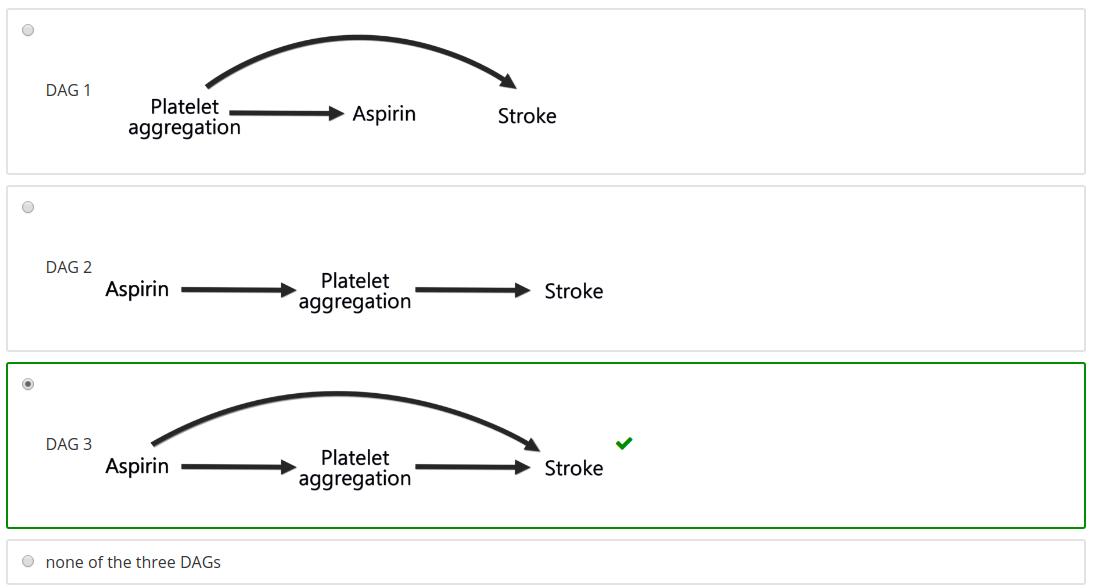 DAG 1
Platelet
aggregation
Aspirin
Stroke
DAG 2
Aspirin
Platelet
aggregation
Stroke
DAG 3
Aspirin
Platelet
aggregation
Stroke
none of the three DAGs